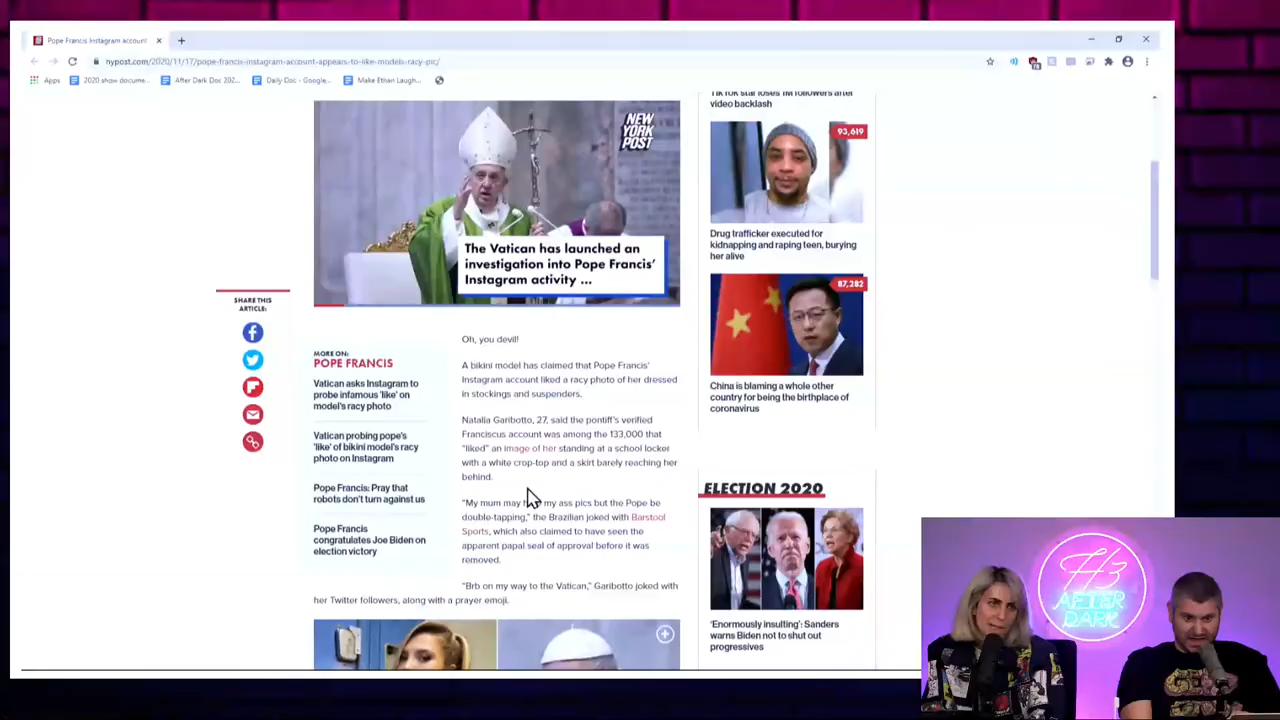 Pope Francis Instagram account
nypost.com/2020/11/17/pope-francis-instagram-account-appears-to-like-models-racy-pic/
Apps
2020 show docume...
After Dark Doc 202...
Daily Doc - Google...
Make Ethan Laugh...
NEW
YORK
POST
The Vatican has launched an
investigation into Pope Francis'
Instagram activity ...
SHARE THIS
ARTICLE:
MORE ON:
POPE FRANCIS
Vatican asks Instagram to
probe infamous 'like' on
model's racy photo
Vatican probing pope's
'like' of bikini model's racy
photo on Instagram
Pope Francis: Pray that
robots don't turn against us
Pope Francis
congratulates Joe Biden on
election victory
Oh, you devil!
A bikini model has claimed that Pope Francis'
Instagram account liked a racy photo of her dressed
in stockings and suspenders.
Natalia Garibotto, 27, said the pontiff's verified
Franciscus account was among the 133,000 that
"liked" an image of her standing at a school locker
with a white crop-top and a skirt barely reaching her
behind.
"My mum may my ass pics but the Pope be
double-tapping," the Brazilian joked with Barstool
Sports, which also claimed to have seen the
apparent papal seal of approval before it was
removed.
"Brb on my way to the Vatican," Garibotto joked with
her Twitter followers, along with a prayer emoji.
TikTok star loses 1M followers after
video backlash
93,619
Drug trafficker executed for
kidnapping and raping teen, burying
her alive
87,282
China is blaming a whole other
country for being the birthplace of
coronavirus
ELECTION 2020
'Enormously insulting': Sanders
warns Biden not to shut out
progressives
H3
AFTER
DARK